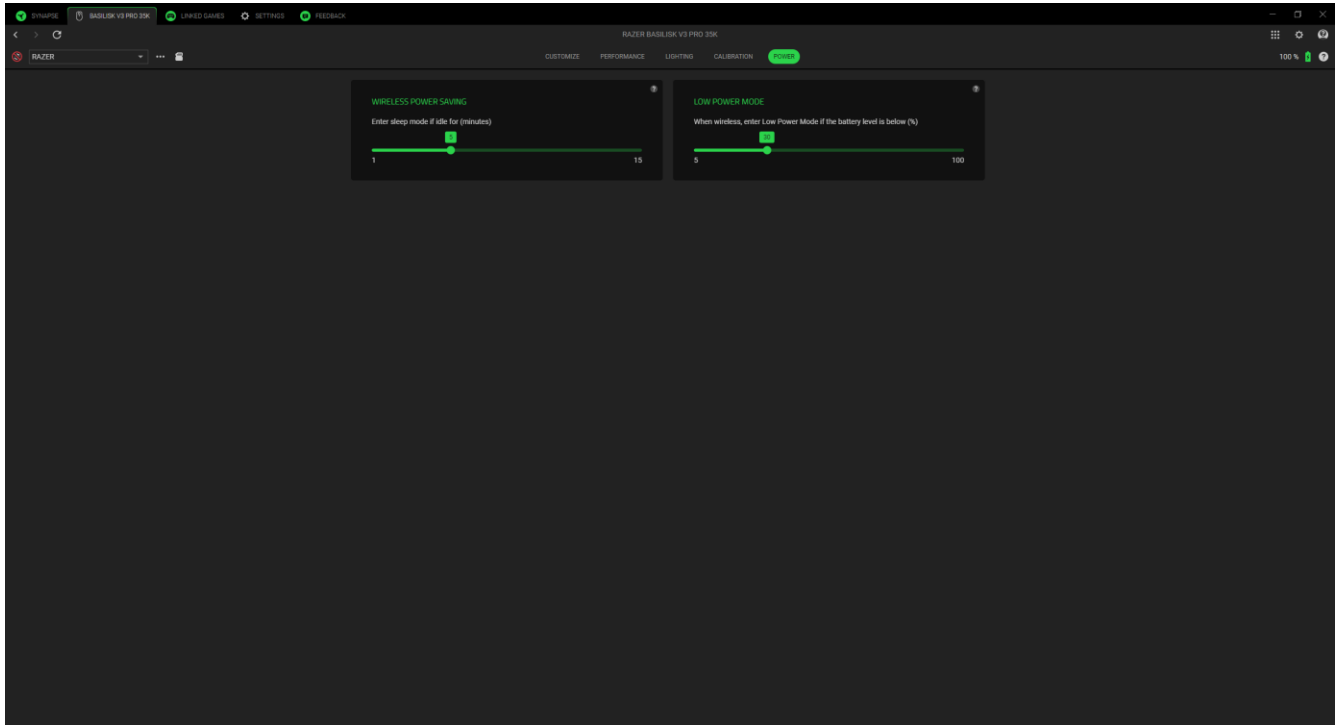 SYNAPSE BASILISK V3 PRO 35K LINKED GAMES SETTINGS FEEDBACK
RAZER BASILISK V3 PRO 35K
RAZER CUSTOMIZE PERFORMANCE LIGHTING CALIBRATION POWER 100 %
WIRELESS POWER SAVING
Enter sleep mode if idle for (minutes)
5
1 15
LOW POWER MODE
When wireless, enter Low Power Mode if the battery level is below (%)
30
5 100